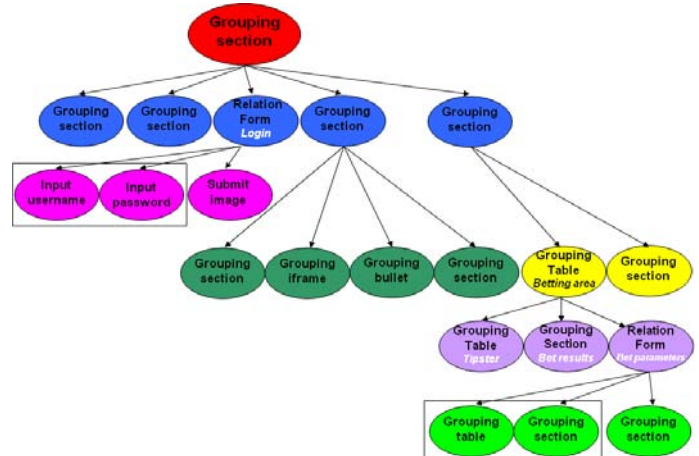 Grouping
section
Grouping
section
Grouping
section
Relation
Form
Login
Grouping
section
Grouping
section
Input
username
Input
password
Submit
image
Grouping
section
Grouping
iframe
Grouping
bullet
Grouping
section
Grouping
Table
Betting area
Grouping
section
Grouping
Table
Tipster
Grouping
Section
Bet results
Relation
Form
Bet parameters
Grouping
table
Grouping
section
Grouping
section